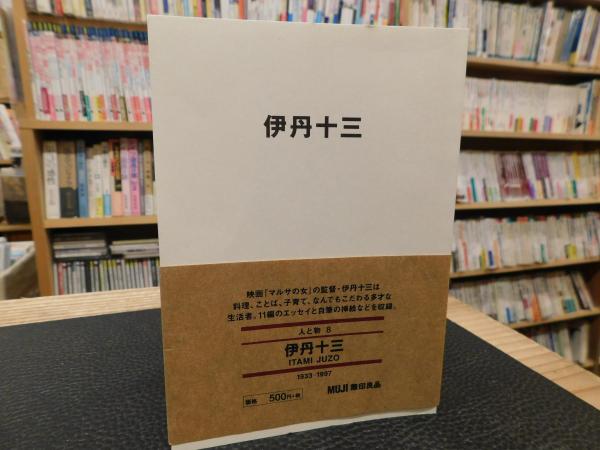 伊丹十三
映画「マルサの女」の監督・伊丹十三は
料理、ことば、子育て、なんでもこだわる多才な
生活者。11編のエッセイと自筆の挿絵などを収録。
人と物 8
伊丹十三
ITAMI JUZO
1933-1997
価格 500円+税
MUJI 無印良品